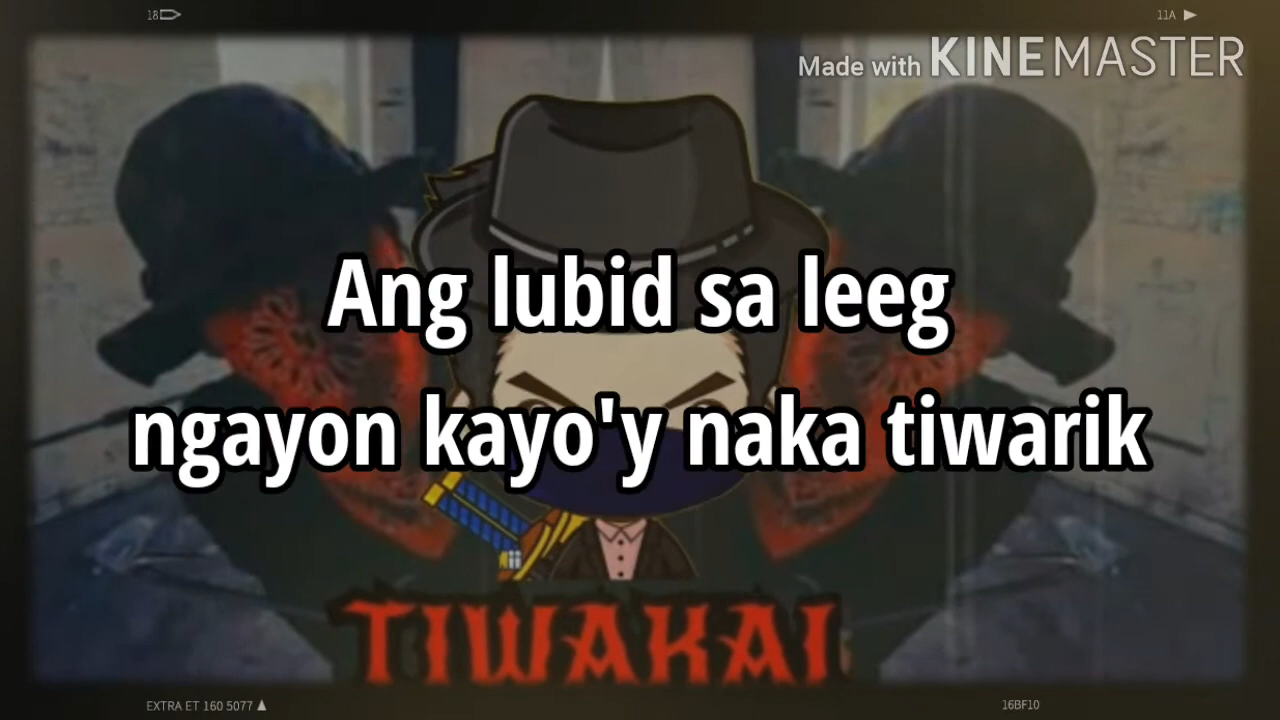 18
11A
Made with KINEMASTER
Ang lubid sa leeg
ngayon kayo'y naka tiwarik
TIWAKAI
EXTRA ET 160 5077
16BF10